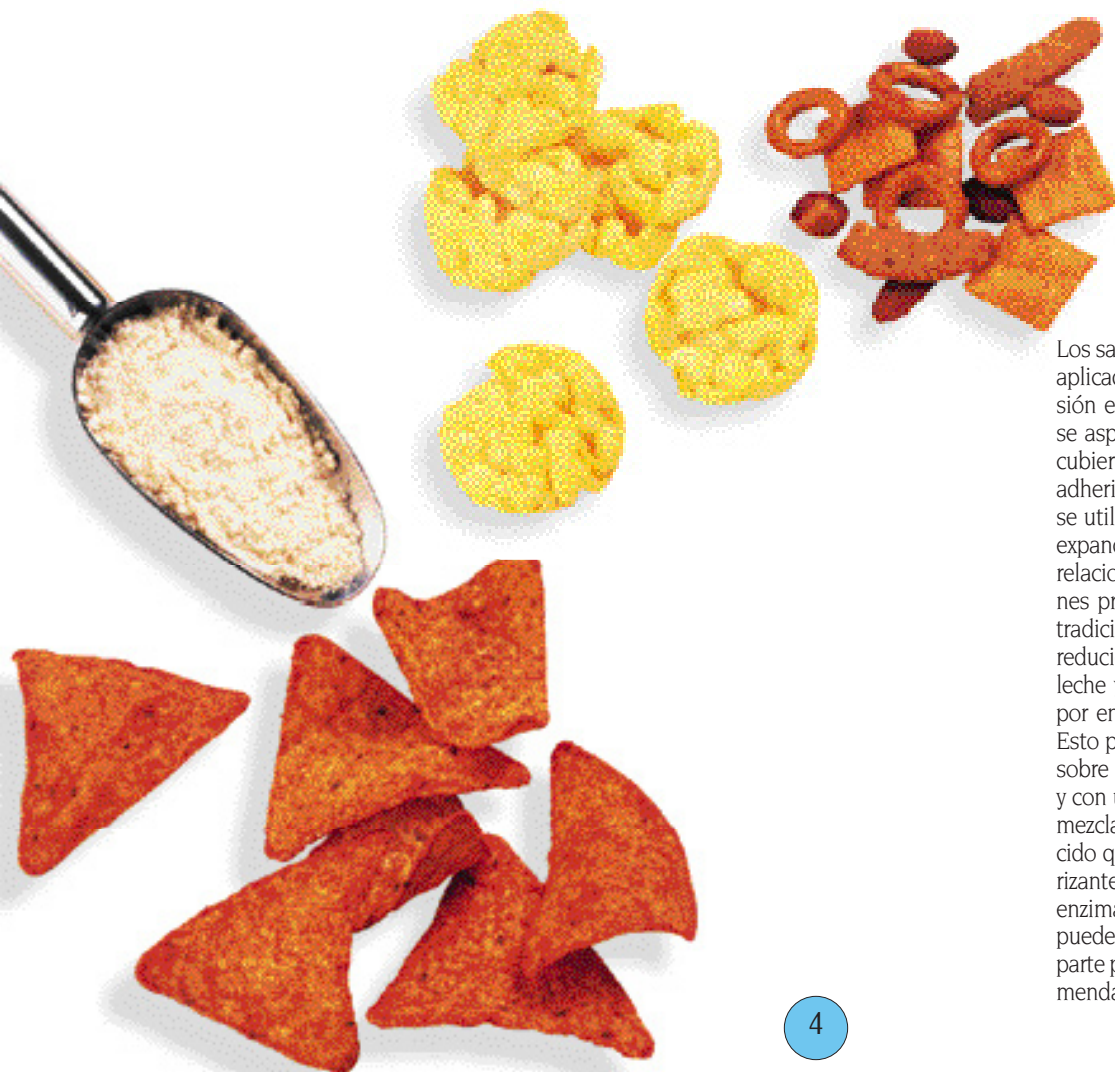 Los sa
aplicac
sión e
se asp
cubier
adheri
se util
expand
relacio
nes pr
tradici
reduci
leche
por en
Esto p
sobre
y con
mezcla
cido q
rizante
enzima
puede
parte p
menda
4